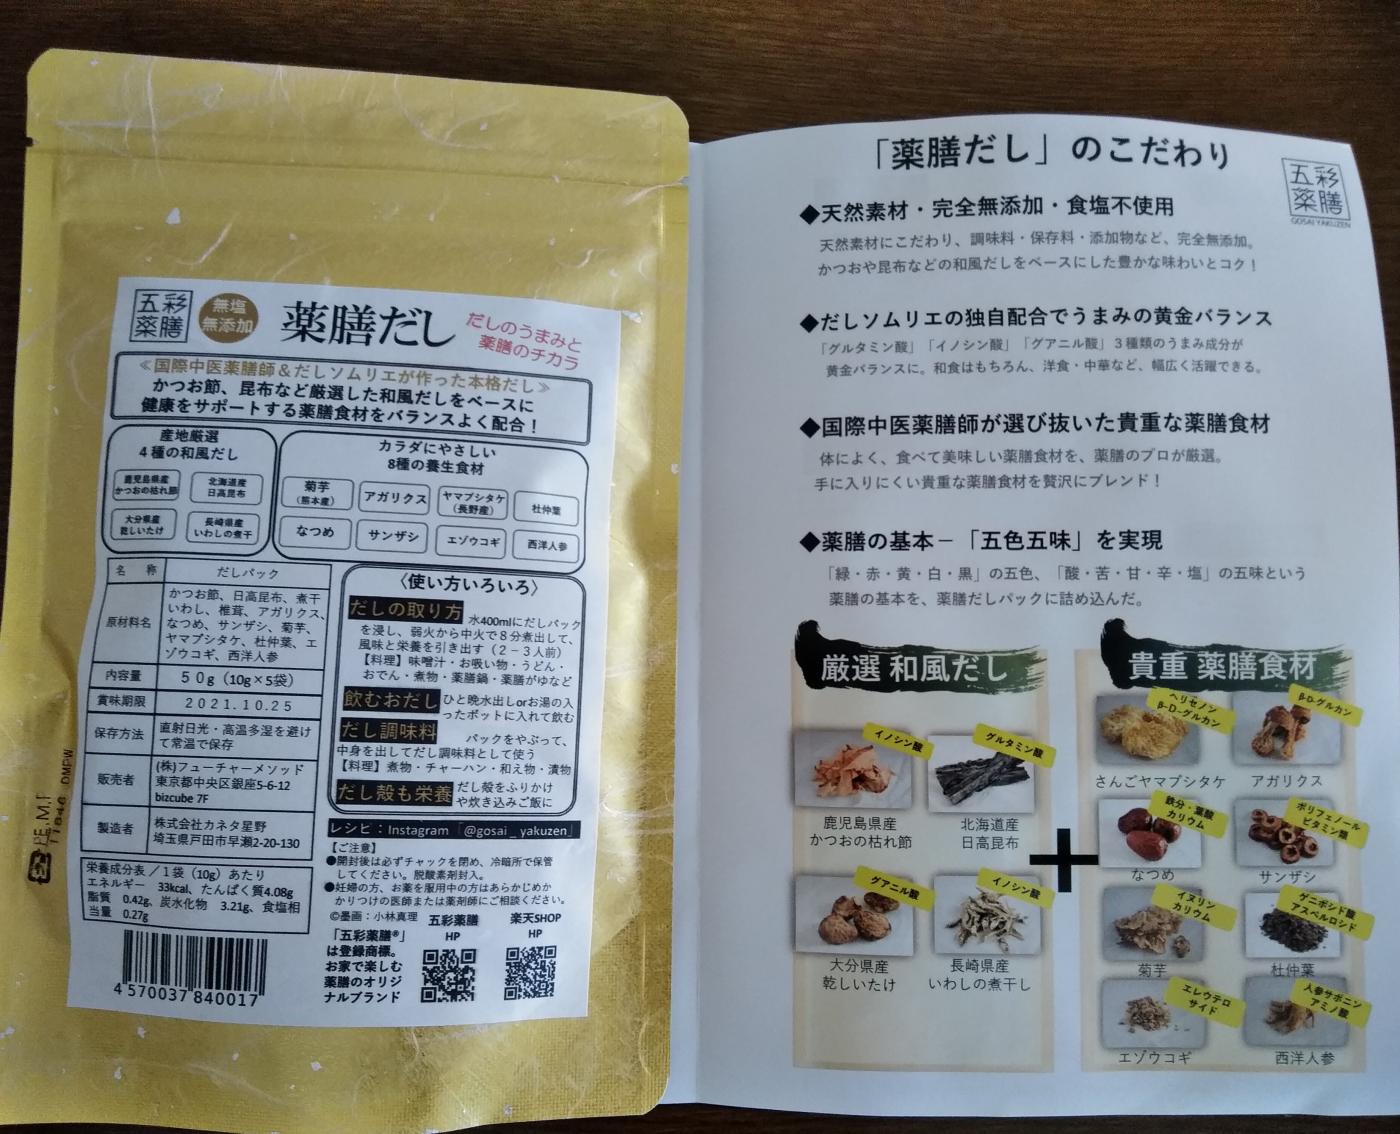 五彩
薬膳
無塩
無添加
薬膳だし
だしのうまみと
薬膳のチカラ
≪国際中医薬膳師＆だしソムリエが作った本格だし≫
かつお節、昆布など厳選した和風だしをベースに
健康をサポートする薬膳食材をバランスよく配合！
産地厳選
4種の和風だし
鹿児島県産
かつおの枯れ節
北海道産
日高昆布
大分県産
乾しいたけ
長崎県産
いわしの煮干
カラダにやさしい
8種の養生食材
菊芋
（熊本産）
アガリクス
ヤマブシタケ
（長野産）
杜仲葉
なつめ
サンザシ
エゾウコギ
西洋人参
名　称
だしパック
原材料名
かつお節、日高昆布、煮干
いわし、椎茸、アガリクス、
なつめ、サンザシ、菊芋、
ヤマブシタケ、杜仲葉、エ
ゾウコギ、西洋人参
内容量
50g（10g×5袋）
賞味期限
2021.10.25
保存方法
直射日光・高温多湿を避け
て常温で保存
販売者
(株)フューチャーメソッド
東京都中央区銀座5-6-12
bizcube 7F
製造者
株式会社カネタ星野
埼玉県戸田市早瀬2-20-130
栄養成分表／1袋（10g）あたり
エネルギー　33kcal、たんぱく質4.08g
脂質　0.42g、炭水化物　3.21g、食塩相
当量　0.27g
4 570037 840017
〈使い方いろいろ〉
だしの取り方 水400mlにだしパック
を浸し、弱火から中火で8分煮出して、
風味と栄養を引き出す（2－3人前）
【料理】味噌汁・お吸い物・うどん・
おでん・煮物・薬膳鍋・薬膳がゆなど
飲むおだし ひと晩水出しorお湯の入
ったポットに入れて飲む
だし調味料 パックをやぶって、
中身を出してだし調味料として使う
【料理】煮物・チャーハン・和え物・漬物
だし殻も栄養 だし殻をふりかけ
や炊き込みご飯に
レシピ：Instagram「@gosai_yakuzen」
【ご注意】
●開封後は必ずチャックを閉め、冷暗所で保管
してください。脱酸素剤封入。
●妊婦の方、お薬を服用中の方はあらかじめか
かりつけの医師または薬剤師にご相談ください。
©墨画：小林真理
「五彩薬膳®」
は登録商標。
お家で楽しむ
薬膳のオリジ
ナルブランド
五彩薬膳
HP
楽天SHOP
HP
「薬膳だし」のこだわり
五彩
薬膳
GOSAI YAKUZEN
◆天然素材・完全無添加・食塩不使用
天然素材にこだわり、調味料・保存料・添加物など、完全無添加。
かつおや昆布などの和風だしをベースにした豊かな味わいとコク！
◆だしソムリエの独自配合でうまみの黄金バランス
「グルタミン酸」「イノシン酸」「グアニル酸」3種類のうまみ成分が
黄金バランスに。和食はもちろん、洋食・中華など、幅広く活躍できる。
◆国際中医薬膳師が選び抜いた貴重な薬膳食材
体によく、食べて美味しい薬膳食材を、薬膳のプロが厳選。
手に入りにくい貴重な薬膳食材を贅沢にブレンド！
◆薬膳の基本－「五色五味」を実現
「緑・赤・黄・白・黒」の五色、「酸・苦・甘・辛・塩」の五味という
薬膳の基本を、薬膳だしパックに詰め込んだ。
厳選 和風だし
イノシン酸
鹿児島県産
かつおの枯れ節
グルタミン酸
北海道産
日高昆布
グアニル酸
大分県産
乾しいたけ
イノシン酸
長崎県産
いわしの煮干し
貴重 薬膳食材
ヘリセノン
β-D-グルカン
さんごヤマブシタケ
β-D-グルカン
アガリクス
鉄分・葉酸
カリウム
なつめ
ポリフェノール
ビタミン類
サンザシ
イヌリン
カリウム
菊芋
ゲニポシド酸
アスペルロシド
杜仲葉
エレウテロ
サイド
エゾウコギ
人参サポニン
アミノ酸
西洋人参